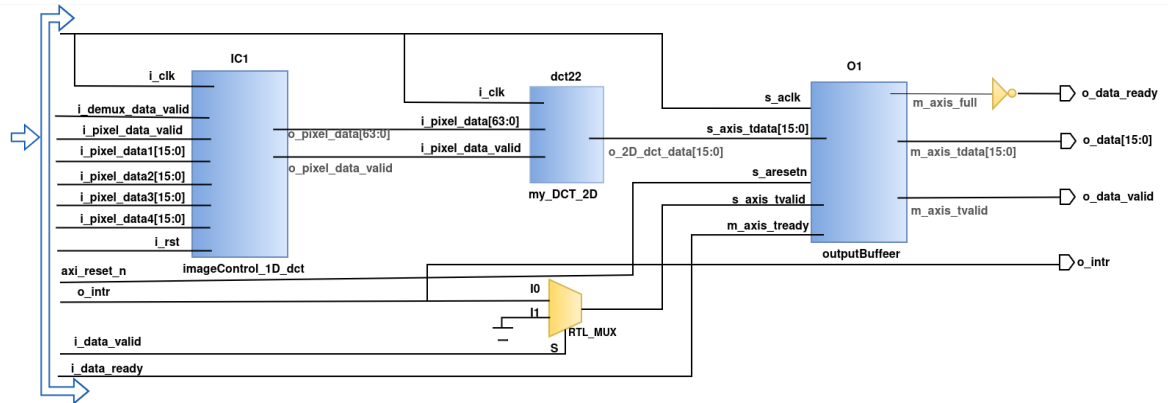 IC1
i_clk
i_demux_data_valid
i_pixel_data_valid
i_pixel_data1[15:0]
i_pixel_data2[15:0]
i_pixel_data3[15:0]
i_pixel_data4[15:0]
i_rst
o_pixel_data[63:0]
o_pixel_data_valid
imageControl_1D_dct
dct22
i_clk
i_pixel_data[63:0]
i_pixel_data_valid
o_2D_dct_data[15:0]
my_DCT_2D
O1
s_aclk
s_axis_tdata[15:0]
s_aresetn
s_axis_tvalid
m_axis_tready
m_axis_full
m_axis_tdata[15:0]
m_axis_tvalid
outputBuffeer
o_data_ready
o_data[15:0]
o_data_valid
o_intr
axi_reset_n
o_intr
I0
I1
S
RTL_MUX
i_data_valid
i_data_ready